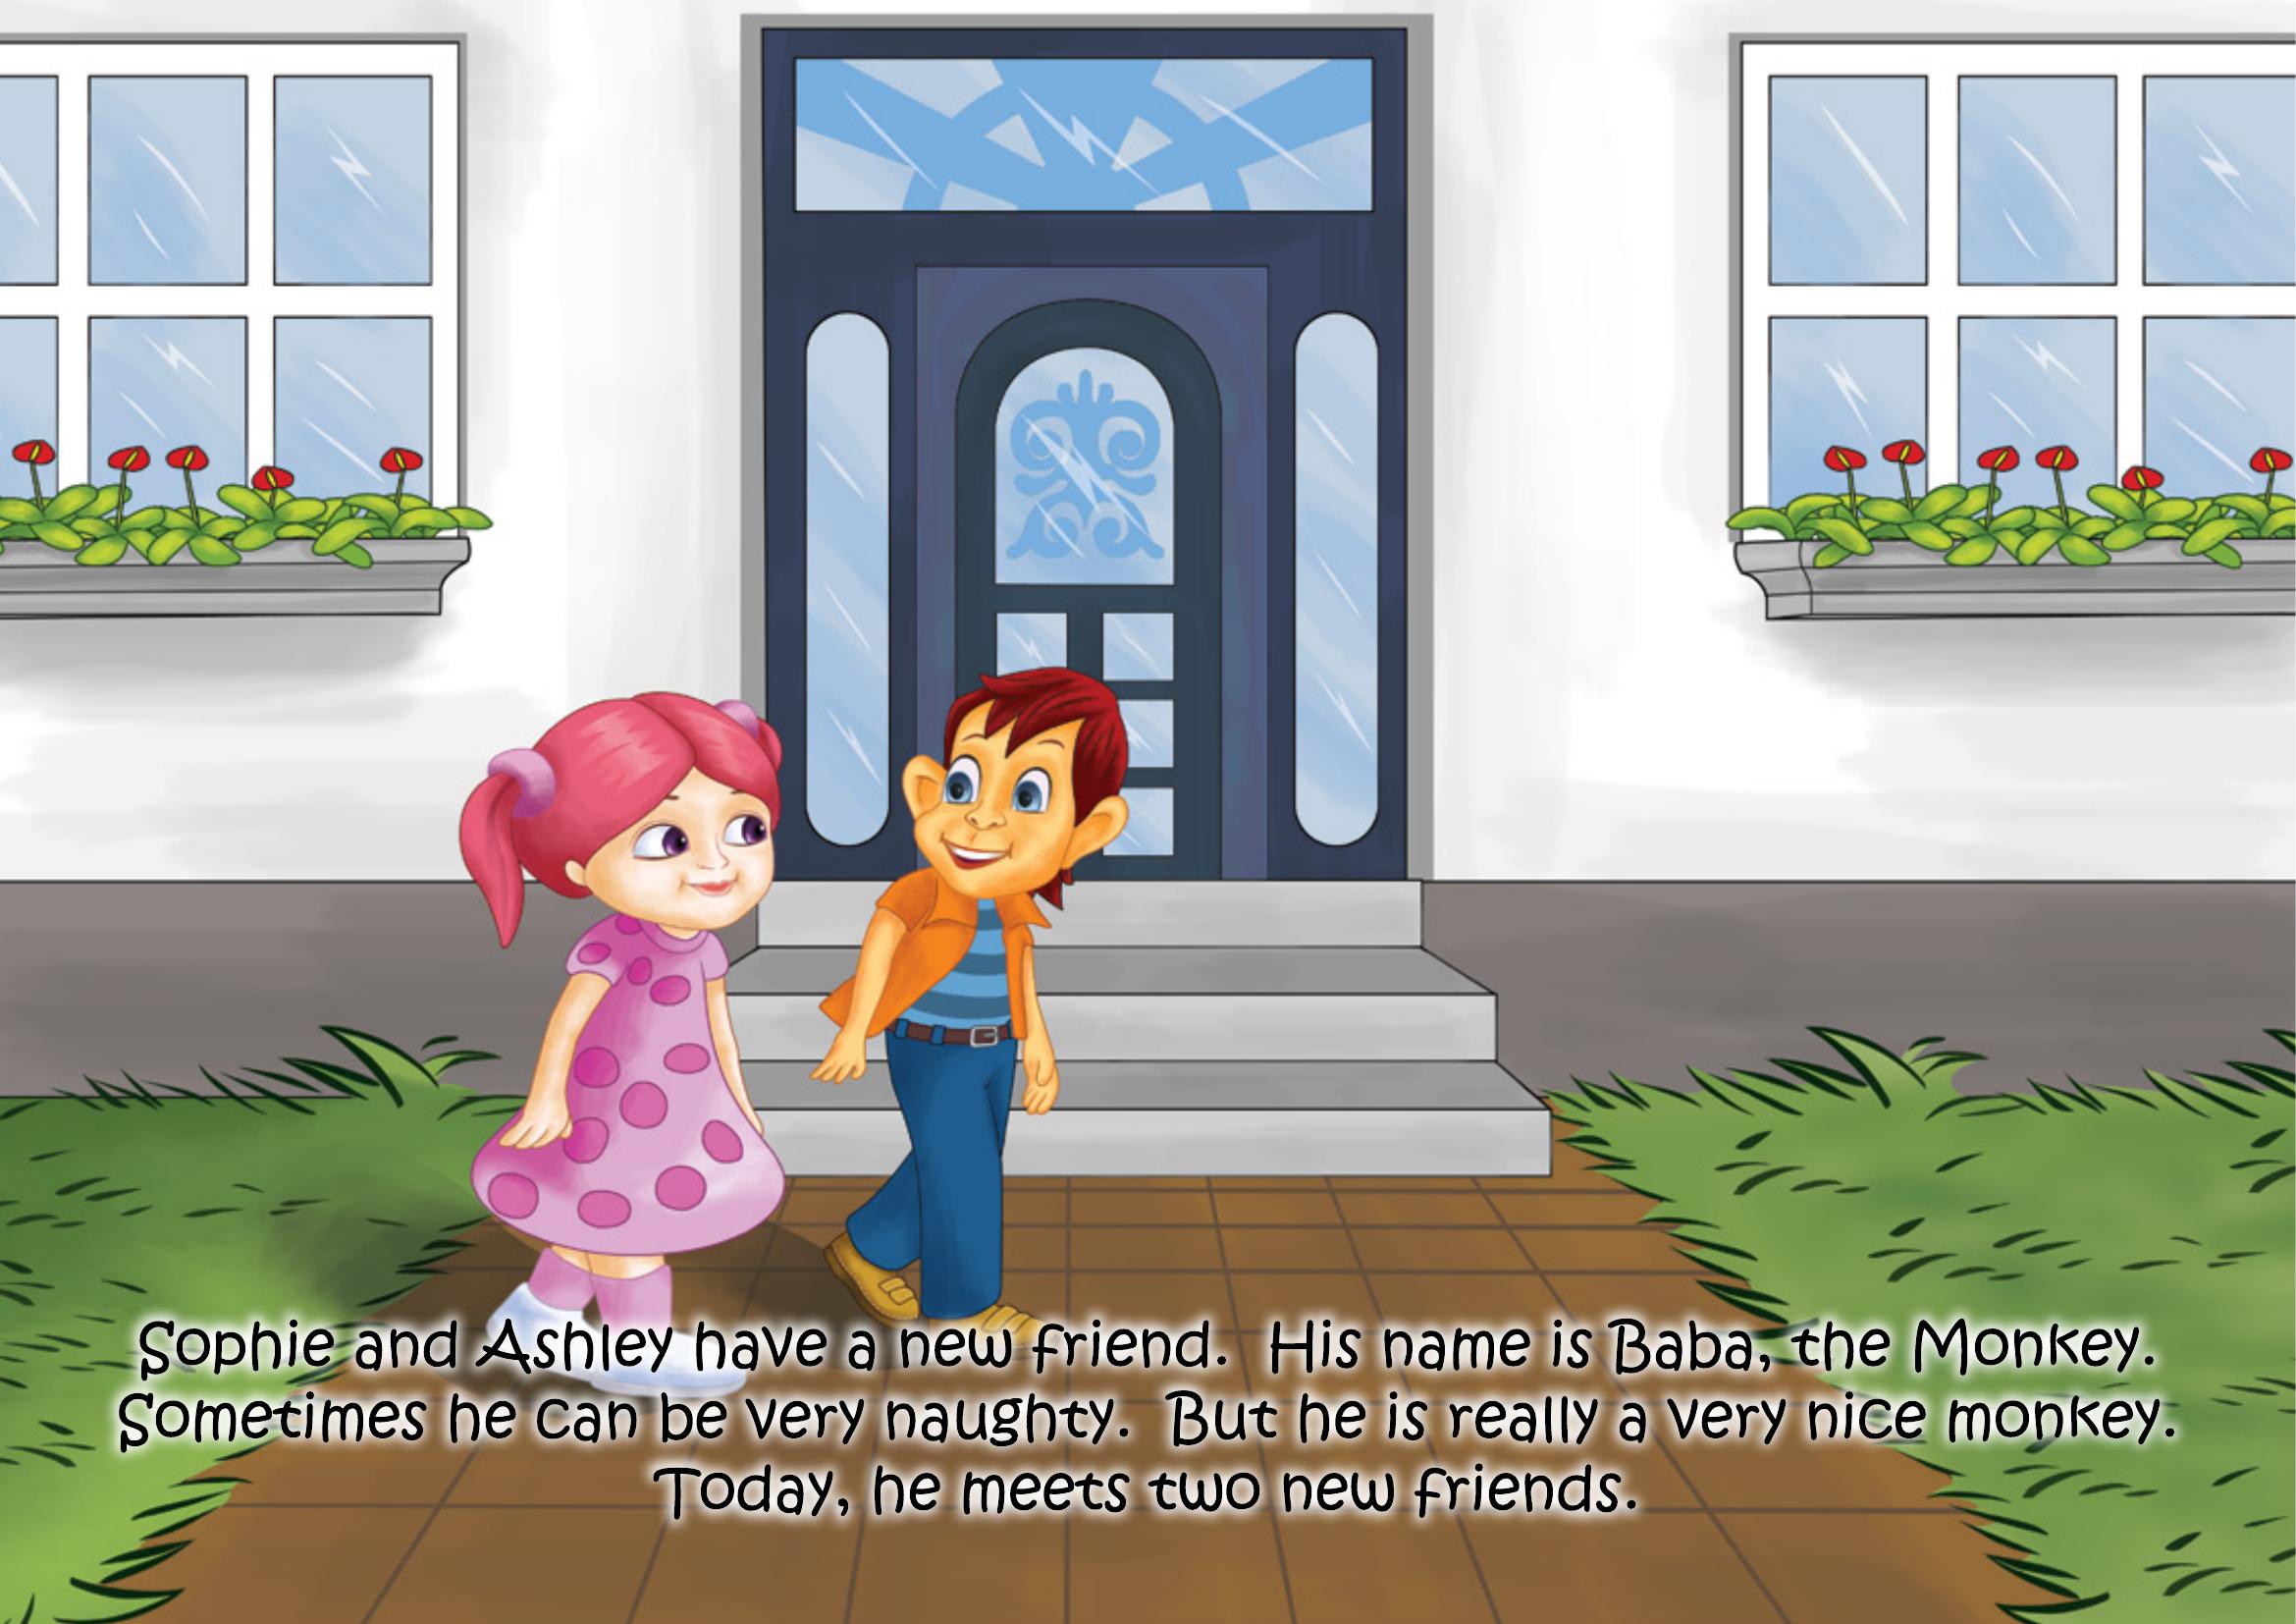 Sophie and Ashley have a new friend.  His name is Baba, the Monkey.
Sometimes he can be very naughty.  But he is really a very nice monkey.
Today, he meets two new friends.